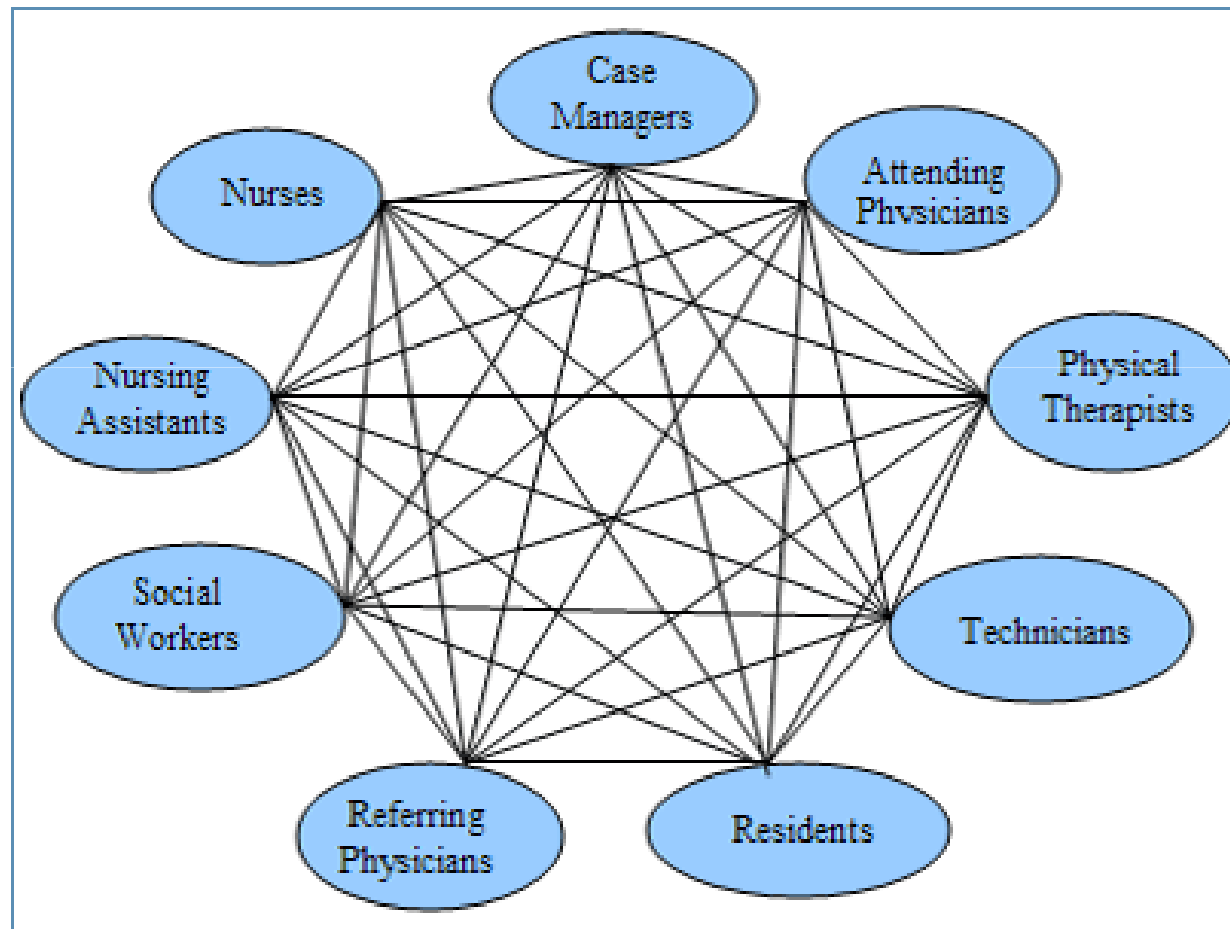 Case
Managers
Attending
Physicians
Nurses
Physical
Therapists
Nursing
Assistants
Social
Workers
Technicians
Referring
Physicians
Residents